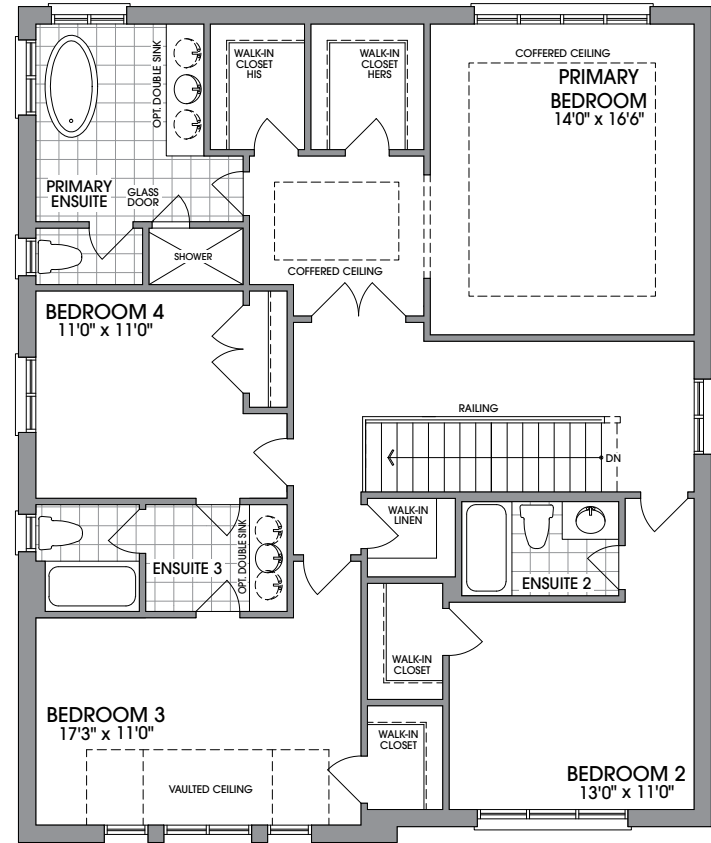 OPT. DOUBLE SINK
WALK-IN
CLOSET
HIS
WALK-IN
CLOSET
HERS
COFFERED CEILING
PRIMARY
BEDROOM
14'0" x 16'6"
PRIMARY
ENSUITE
GLASS
DOOR
SHOWER
COFFERED CEILING
BEDROOM 4
11'0" x 11'0"
RAILING
DN
WALK-IN
LINEN
OPT. DOUBLE SINK
ENSUITE 3
ENSUITE 2
WALK-IN
CLOSET
BEDROOM 3
17'3" x 11'0"
WALK-IN
CLOSET
VAULTED CEILING
BEDROOM 2
13'0" x 11'0"